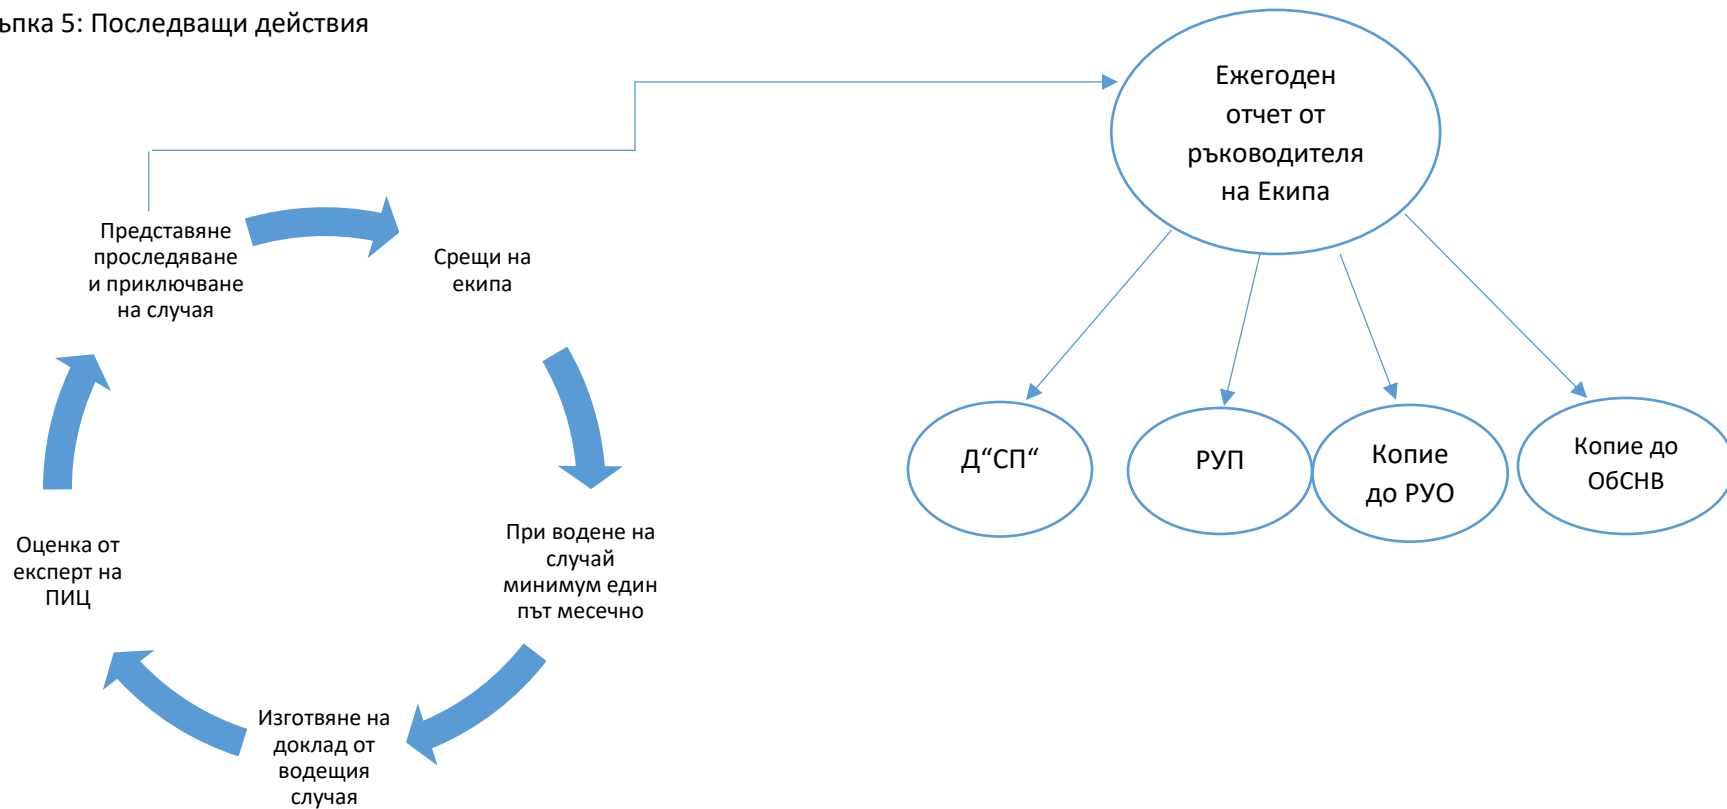 ъпка 5: Последващи действия
Ежегоден
отчет от
ръководителя
на Екипа
Представяне
проследяване
и приключване
на случая
Срещи на
екипа
При водене на
случай
минимум един
път месечно
Изготвяне на
доклад от
водещия
случая
Оценка от
експерт на
ПИЦ
Д“СП“
РУП
Копие
до РУО
Копие до
ОбСНВ